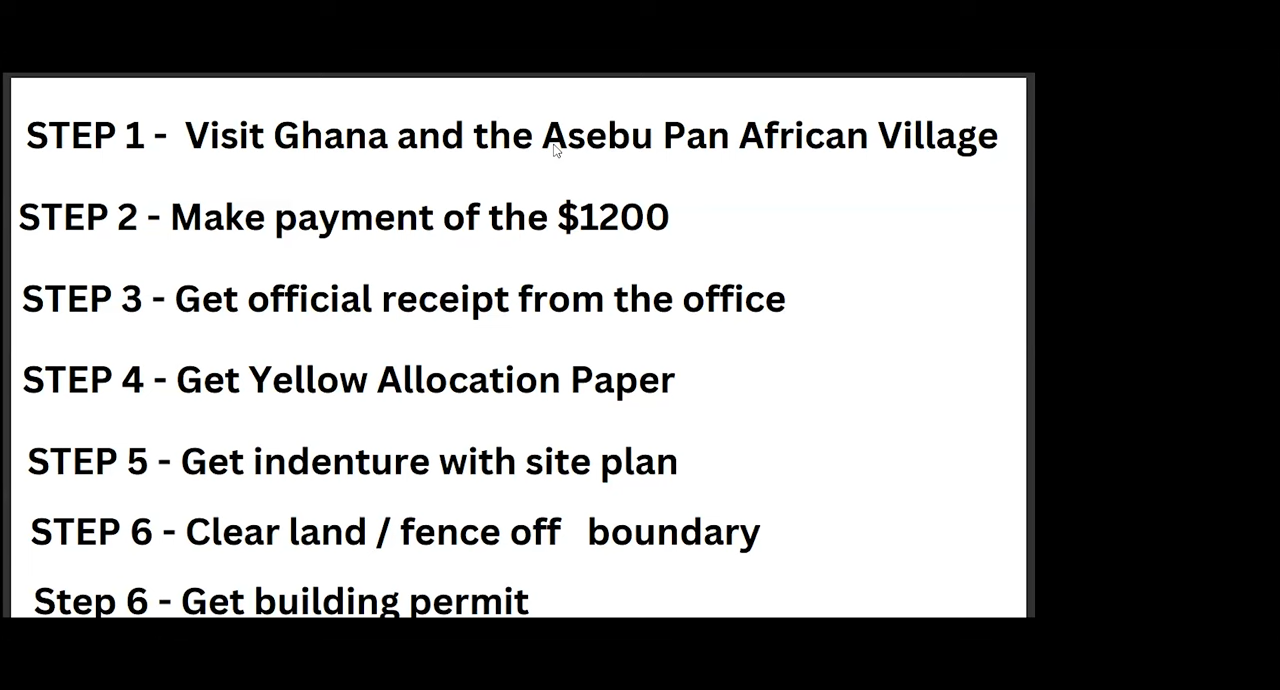 STEP 1 - Visit Ghana and the Asebu Pan African Village
STEP 2 - Make payment of the $1200
STEP 3 - Get official receipt from the office
STEP 4 - Get Yellow Allocation Paper
STEP 5 - Get indenture with site plan
STEP 6 - Clear land / fence off boundary
Step 6 - Get building permit